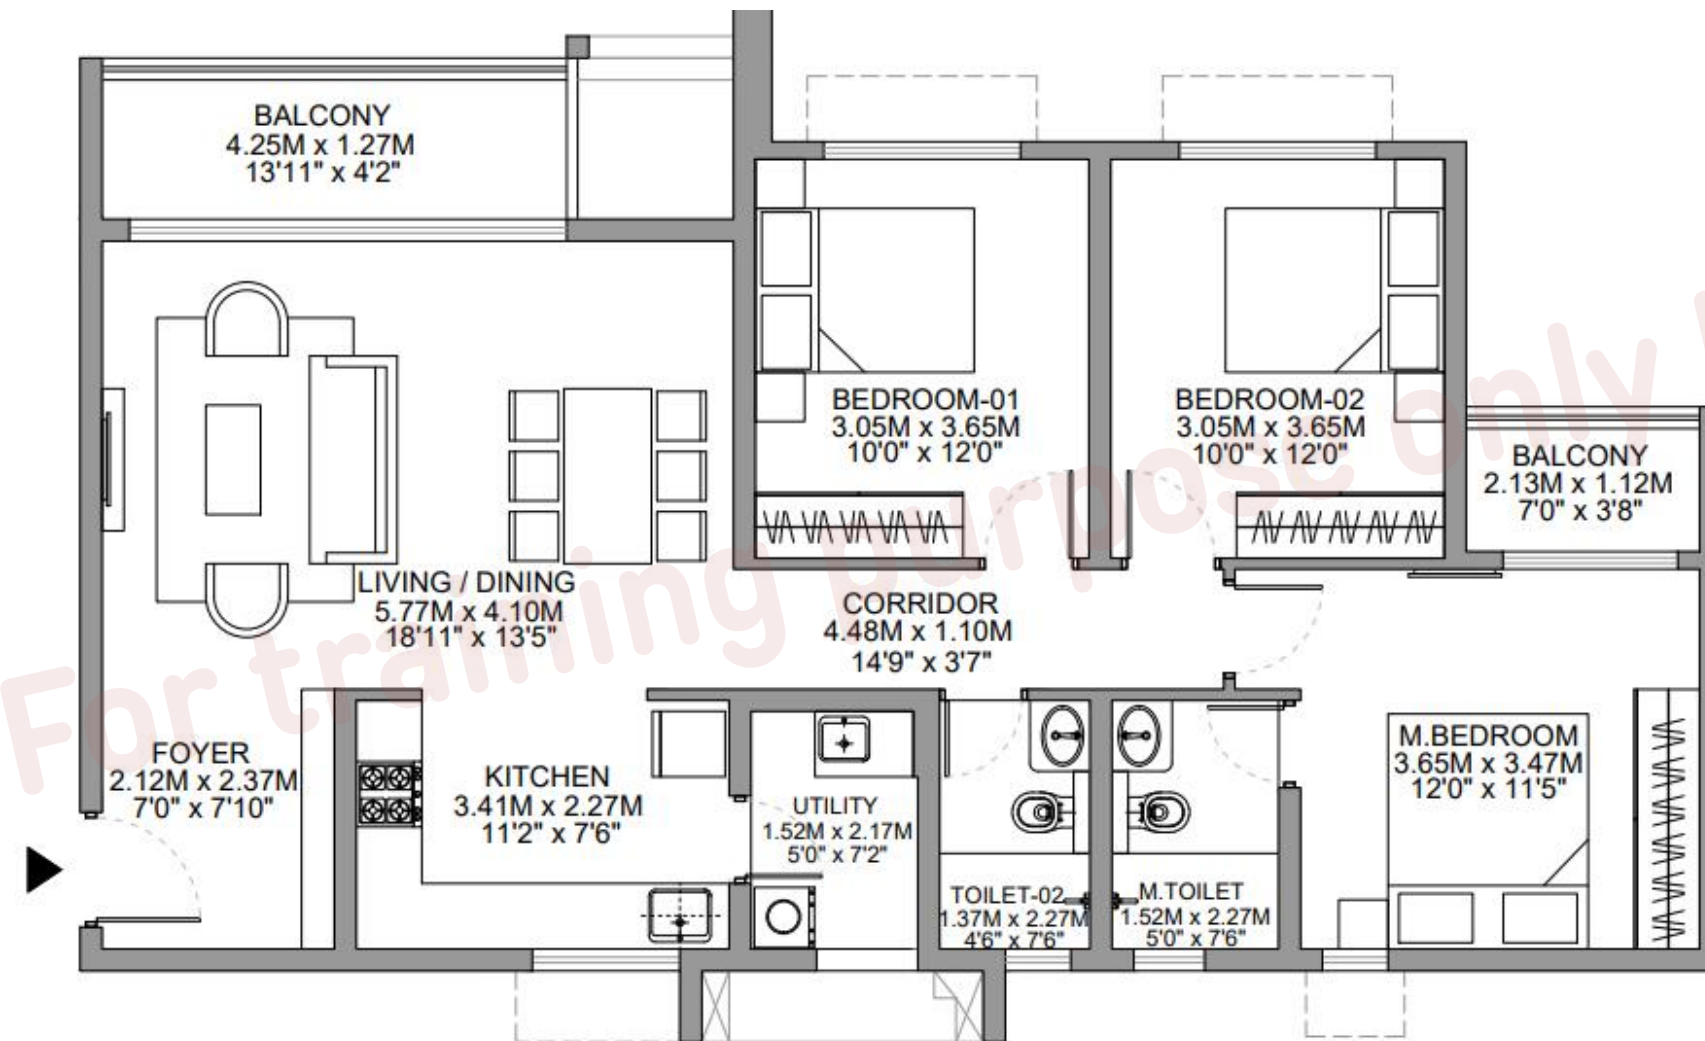 BALCONY
4.25M x 1.27M
13'11" x 4'2"
BEDROOM-01
3.05M x 3.65M
10'0" x 12'0"
BEDROOM-02
3.05M x 3.65M
10'0" x 12'0"
BALCONY
2.13M x 1.12M
7'0" x 3'8"
LIVING / DINING
5.77M x 4.10M
18'11" x 13'5"
CORRIDOR
4.48M x 1.10M
14'9" x 3'7"
FOYER
2.12M x 2.37M
7'0" x 7'10"
KITCHEN
3.41M x 2.27M
11'2" x 7'6"
UTILITY
1.52M x 2.17M
5'0" x 7'2"
TOILET-02
1.37M x 2.27M
4'6" x 7'6"
M.TOILET
1.52M x 2.27M
5'0" x 7'6"
M.BEDROOM
3.65M x 3.47M
12'0" x 11'5"
For training purpose only